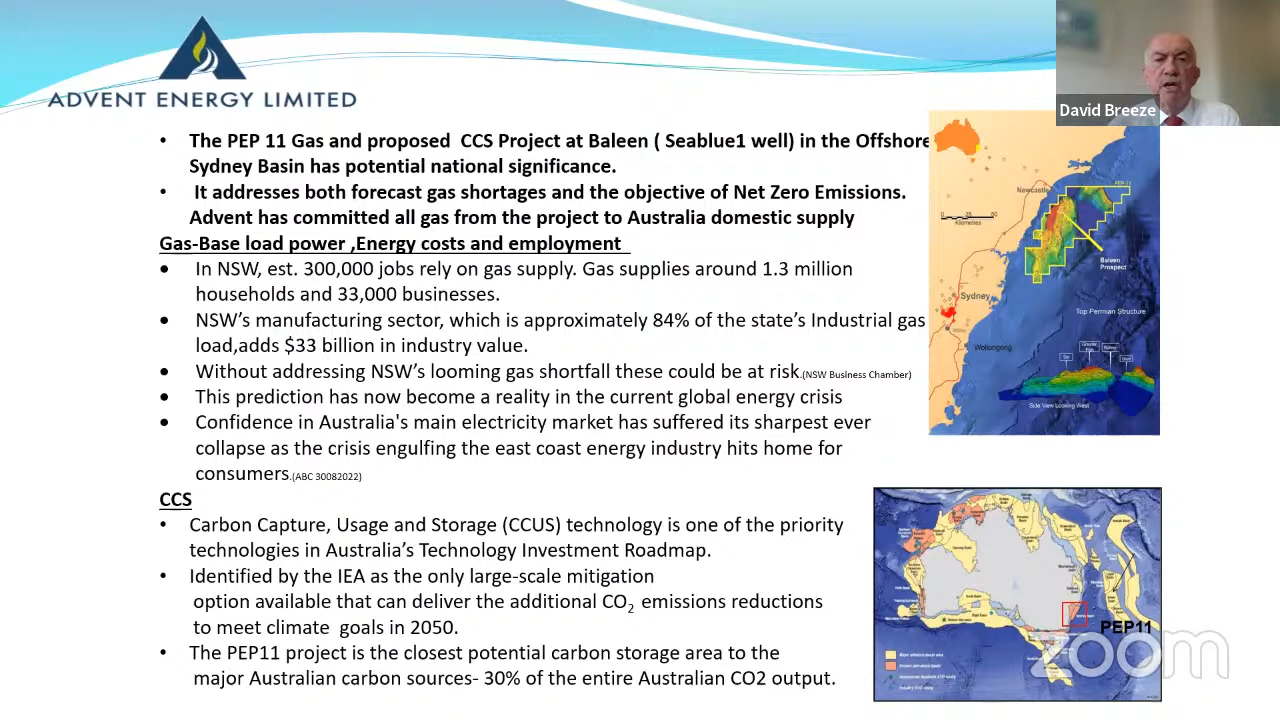 ADVENT ENERGY LIMITED
David Breeze
• The PEP 11 Gas and proposed CCS Project at Baleen ( Seablue1 well) in the Offshore
Sydney Basin has potential national significance.
• It addresses both forecast gas shortages and the objective of Net Zero Emissions.
Advent has committed all gas from the project to Australia domestic supply
Gas-Base load power ,Energy costs and employment
• In NSW, est. 300,000 jobs rely on gas supply. Gas supplies around 1.3 million
households and 33,000 businesses.
• NSW’s manufacturing sector, which is approximately 84% of the state’s Industrial gas
load,adds $33 billion in industry value.
• Without addressing NSW’s looming gas shortfall these could be at risk.(NSW Business Chamber)
• This prediction has now become a reality in the current global energy crisis
• Confidence in Australia's main electricity market has suffered its sharpest ever
collapse as the crisis engulfing the east coast energy industry hits home for
consumers.(ABC 30082022)
CCS
• Carbon Capture, Usage and Storage (CCUS) technology is one of the priority
technologies in Australia’s Technology Investment Roadmap.
• Identified by the IEA as the only large-scale mitigation
option available that can deliver the additional CO₂ emissions reductions
to meet climate goals in 2050.
• The PEP11 project is the closest potential carbon storage area to the
major Australian carbon sources- 30% of the entire Australian CO2 output.
PEP-11
Newcastle
Kilometres
Baleen
Prospect
Sydney
Top Permian Structure
Wollongong
Side View Looking West
PEP11
zoom